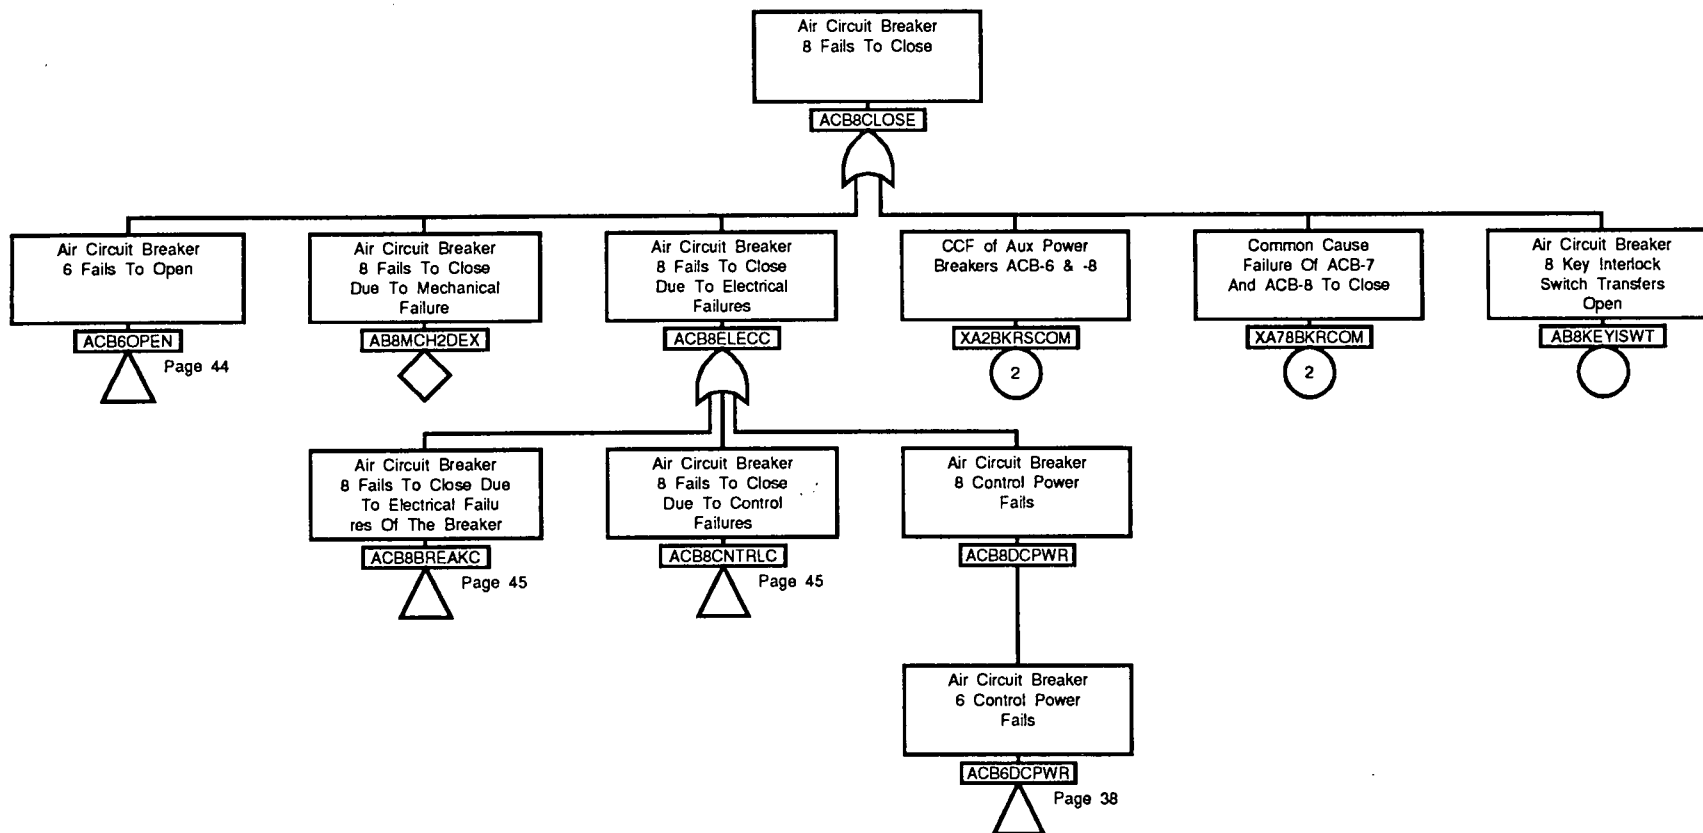 Air Circuit Breaker
8 Fails To Close
ACB8CLOSE
Air Circuit Breaker
6 Fails To Open
ACB6OPEN
Page 44
Air Circuit Breaker
8 Fails To Close
Due To Mechanical
Failure
AB8MCH2DEX
Air Circuit Breaker
8 Fails To Close
Due To Electrical
Failures
ACB8ELECC
CCF of Aux Power
Breakers ACB-6 & -8
XA2BKRSCOM
2
Common Cause
Failure Of ACB-7
And ACB-8 To Close
XA78BKRCOM
2
Air Circuit Breaker
8 Key Interlock
Switch Transfers
Open
AB8KEYISWT
Air Circuit Breaker
8 Fails To Close Due
To Electrical Failu
res Of The Breaker
ACB8BREAKC
Page 45
Air Circuit Breaker
8 Fails To Close
Due To Control
Failures
ACB8CNTRLC
Page 45
Air Circuit Breaker
8 Control Power
Fails
ACB8DCPWR
Air Circuit Breaker
6 Control Power
Fails
ACB6DCPWR
Page 38